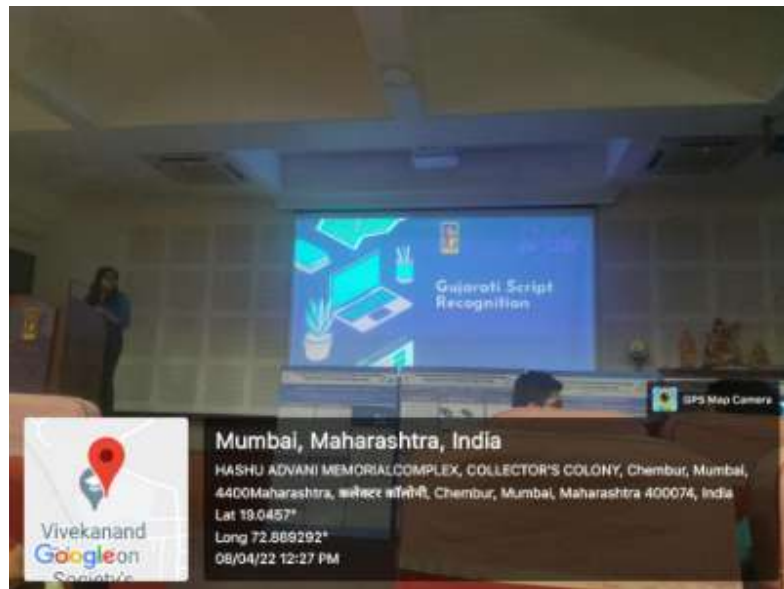 Gujarati Script
Recognition
GPS Map Camera
Mumbai, Maharashtra, India
HASHU ADVANI MEMORIALCOMPLEX, COLLECTOR'S COLONY, Chembur, Mumbai,
4400Maharashtra, कलेक्टर कॉलोनी, Chembur, Mumbai, Maharashtra 400074, India
Lat 19.0457°
Long 72.889292°
08/04/22 12:27 PM
Vivekanand
Google on
Society's